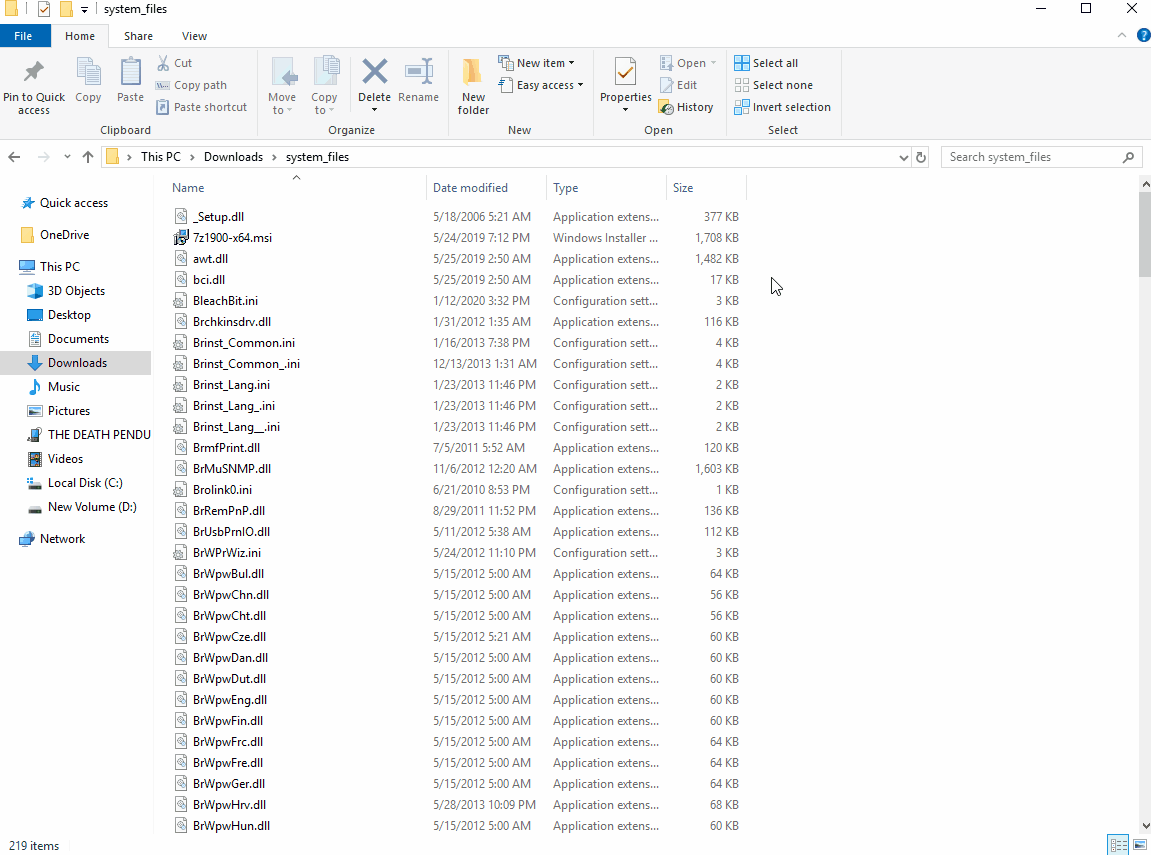 system_files
File Home Share View
Pin to Quick access
Copy
Paste
Cut
Copy path
Paste shortcut
Clipboard
Move to
Copy to
Delete
Rename
Organize
New folder
New item
Easy access
New
Properties
Open
Edit
History
Open
Select all
Select none
Invert selection
Select
This PC > Downloads > system_files
Search system_files
Quick access
OneDrive
This PC
3D Objects
Desktop
Documents
Downloads
Music
Pictures
THE DEATH PENDU
Videos
Local Disk (C:)
New Volume (D:)
Network
Name Date modified Type Size
_Setup.dll 5/18/2006 5:21 AM Application extens... 377 KB
7z1900-x64.msi 5/24/2019 7:12 PM Windows Installer ... 1,708 KB
awt.dll 5/25/2019 2:50 AM Application extens... 1,482 KB
bci.dll 5/25/2019 2:50 AM Application extens... 17 KB
BleachBit.ini 1/12/2020 3:32 PM Configuration sett... 3 KB
Brchkinsdrv.dll 1/31/2012 1:35 AM Application extens... 116 KB
Brinst_Common.ini 1/16/2013 7:38 PM Configuration sett... 4 KB
Brinst_Common_.ini 12/13/2013 1:31 AM Configuration sett... 4 KB
Brinst_Lang.ini 1/23/2013 11:46 PM Configuration sett... 2 KB
Brinst_Lang_.ini 1/23/2013 11:46 PM Configuration sett... 2 KB
Brinst_Lang__.ini 1/23/2013 11:46 PM Configuration sett... 2 KB
BrmfPrint.dll 7/5/2011 5:52 AM Application extens... 120 KB
BrMuSNMP.dll 11/6/2012 12:20 AM Application extens... 1,603 KB
Brolink0.ini 6/21/2010 8:53 PM Configuration sett... 1 KB
BrRemPnP.dll 8/29/2011 11:52 PM Application extens... 136 KB
BrUsbPrnIO.dll 5/11/2012 5:38 AM Application extens... 112 KB
BrWPrWiz.ini 5/24/2012 11:10 PM Configuration sett... 3 KB
BrWpwBul.dll 5/15/2012 5:00 AM Application extens... 64 KB
BrWpwChn.dll 5/15/2012 5:00 AM Application extens... 56 KB
BrWpwCht.dll 5/15/2012 5:00 AM Application extens... 56 KB
BrWpwCze.dll 5/15/2012 5:21 AM Application extens... 60 KB
BrWpwDan.dll 5/15/2012 5:00 AM Application extens... 60 KB
BrWpwDut.dll 5/15/2012 5:00 AM Application extens... 60 KB
BrWpwEng.dll 5/15/2012 5:00 AM Application extens... 60 KB
BrWpwFin.dll 5/15/2012 5:00 AM Application extens... 60 KB
BrWpwFrc.dll 5/15/2012 5:00 AM Application extens... 64 KB
BrWpwFre.dll 5/15/2012 5:00 AM Application extens... 64 KB
BrWpwGer.dll 5/15/2012 5:00 AM Application extens... 64 KB
BrWpwHrv.dll 5/28/2013 10:09 PM Application extens... 68 KB
BrWpwHun.dll 5/15/2012 5:00 AM Application extens... 60 KB
219 items